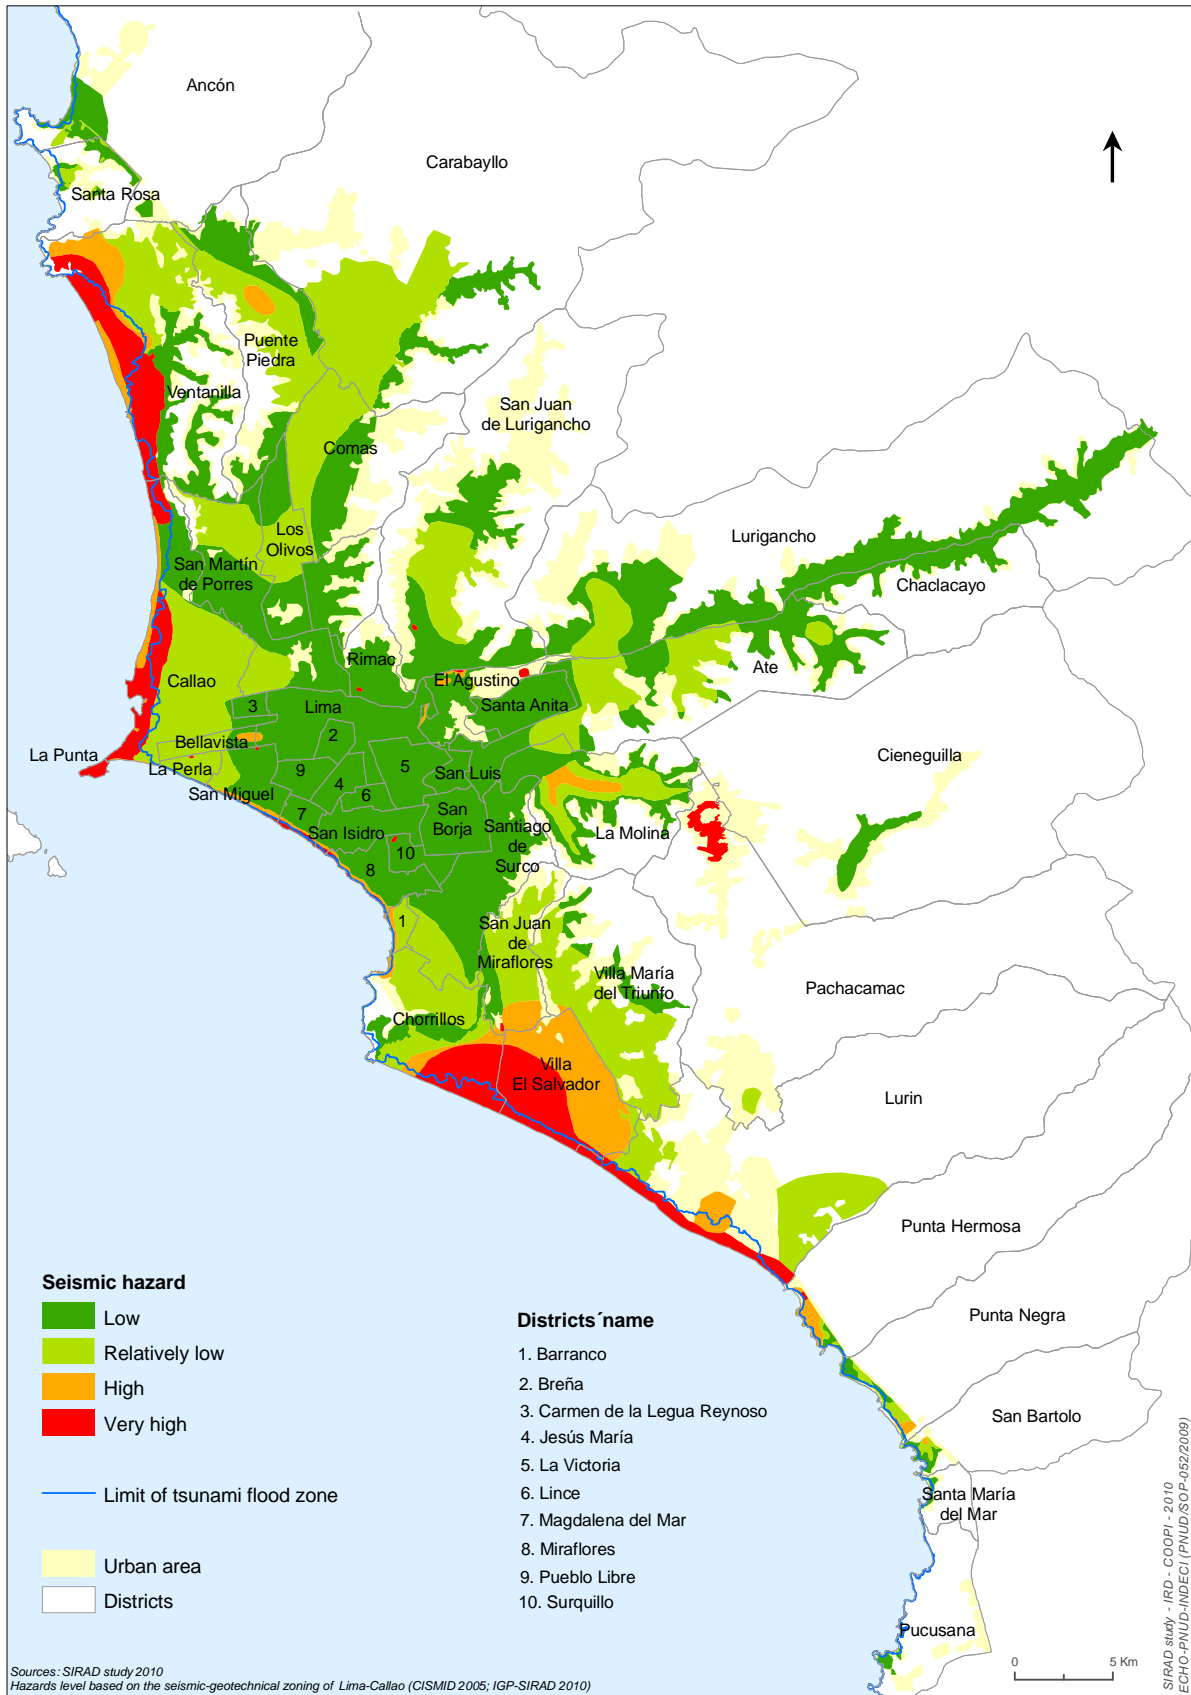 Ancón
Carabayllo
Santa Rosa
Puente
Piedra
Ventanilla
San Juan
de Lurigancho
Comas
Los
Olivos
Lurigancho
San Martín
de Porres
Chaclacayo
Rimac
Ate
Callao
El Agustino
3
Lima
Santa Anita
2
Bellavista
La Punta
Cieneguilla
La Perla
9
5
San Luis
4
San Miguel
6
7
San Isidro
San
Borja
Santiago
de
Surco
La Molina
10
8
1
San Juan
de
Miraflores
Villa María
del Triunfo
Pachacamac
Chorrillos
Villa
El Salvador
Lurin
Punta Hermosa
Punta Negra
San Bartolo
Santa María
del Mar
Pucusana
Seismic hazard
Low
Relatively low
High
Very high
Limit of tsunami flood zone
Urban area
Districts
Districts´name
1. Barranco
2. Breña
3. Carmen de la Legua Reynoso
4. Jesús María
5. La Victoria
6. Lince
7. Magdalena del Mar
8. Miraflores
9. Pueblo Libre
10. Surquillo
0 5 Km
SIRAD study - IRD - COOPI - 2010
ECHO-PNUD-INDECI (PNUD/SOP-052/2009)
Sources: SIRAD study 2010
Hazards level based on the seismic-geotechnical zoning of Lima-Callao (CISMID 2005; IGP-SIRAD 2010)